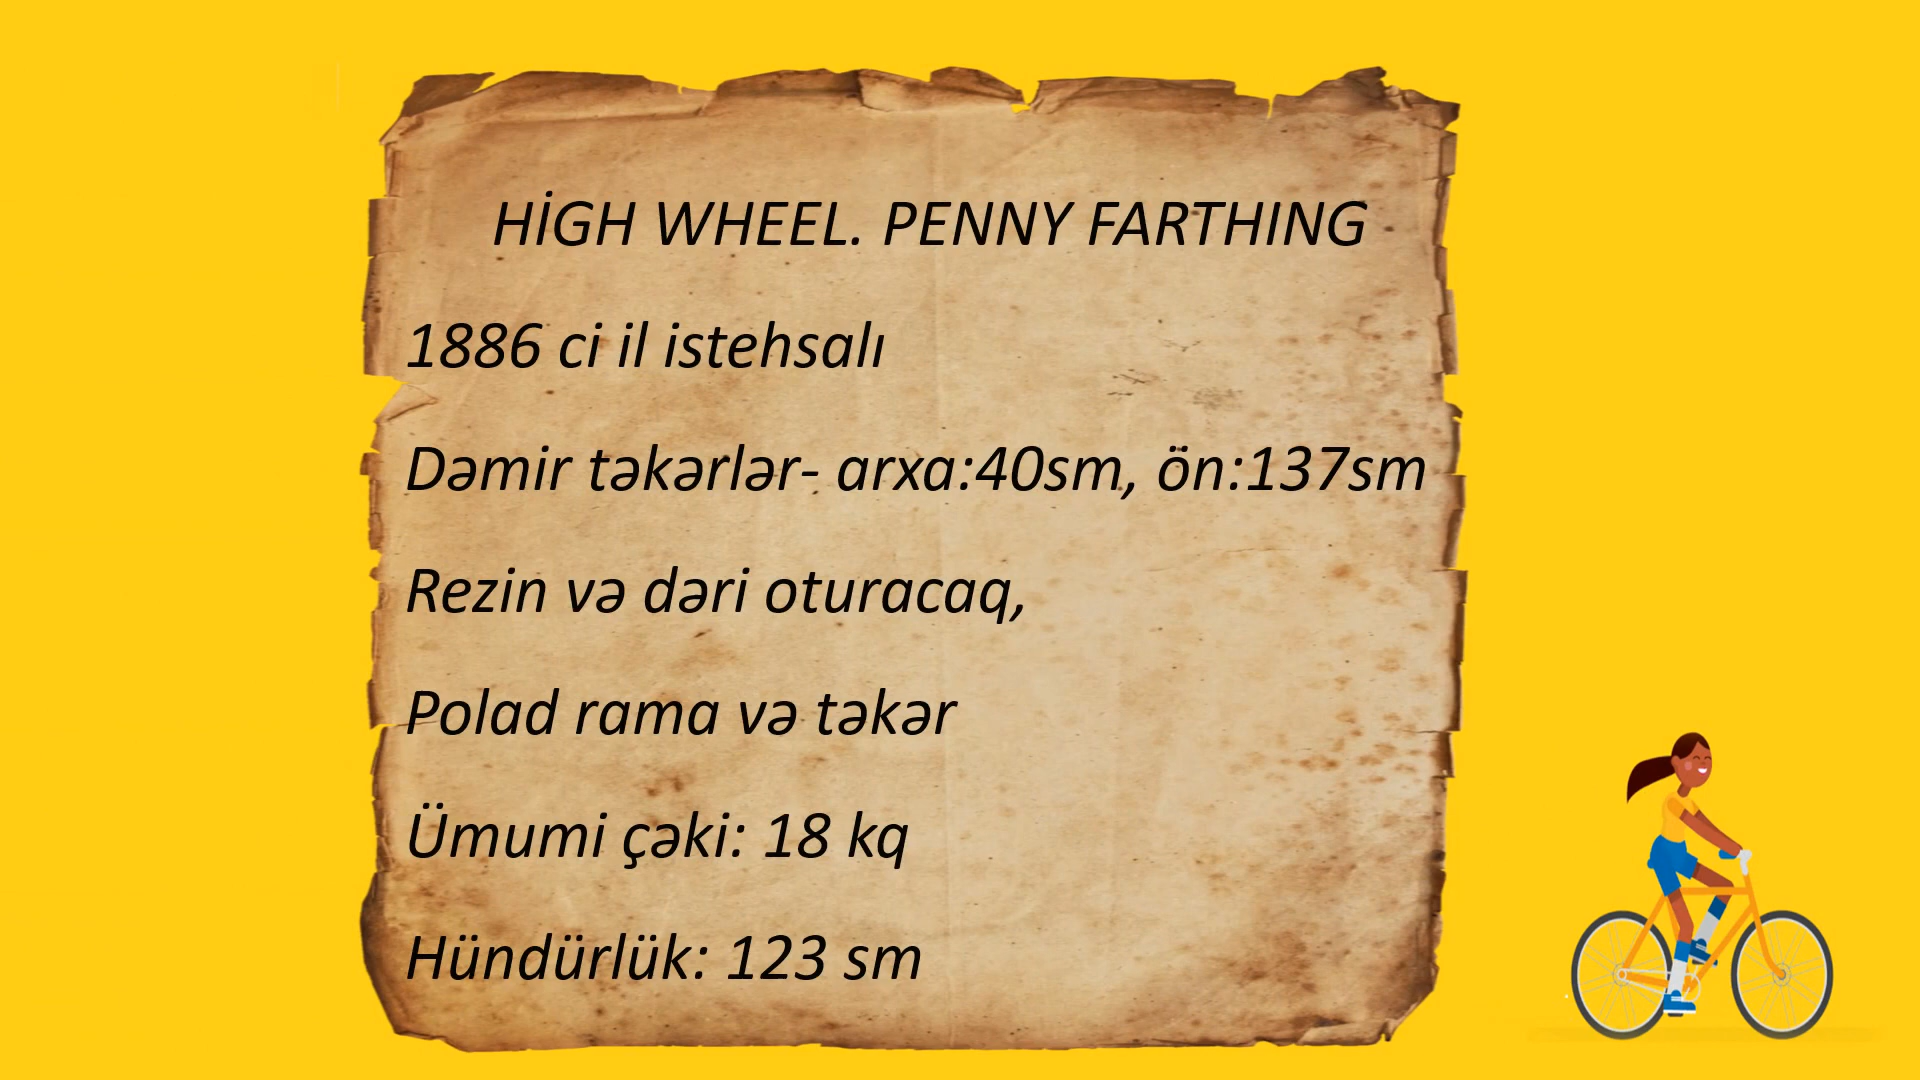 HİGH WHEEL. PENNY FARTHING
1886 ci il istehsalı
Dəmir təkərlər- arxa:40sm, ön:137sm
Rezin və dəri oturacaq,
Polad rama və təkər
Ümumi çəki: 18 kq
Hündürlük: 123 sm